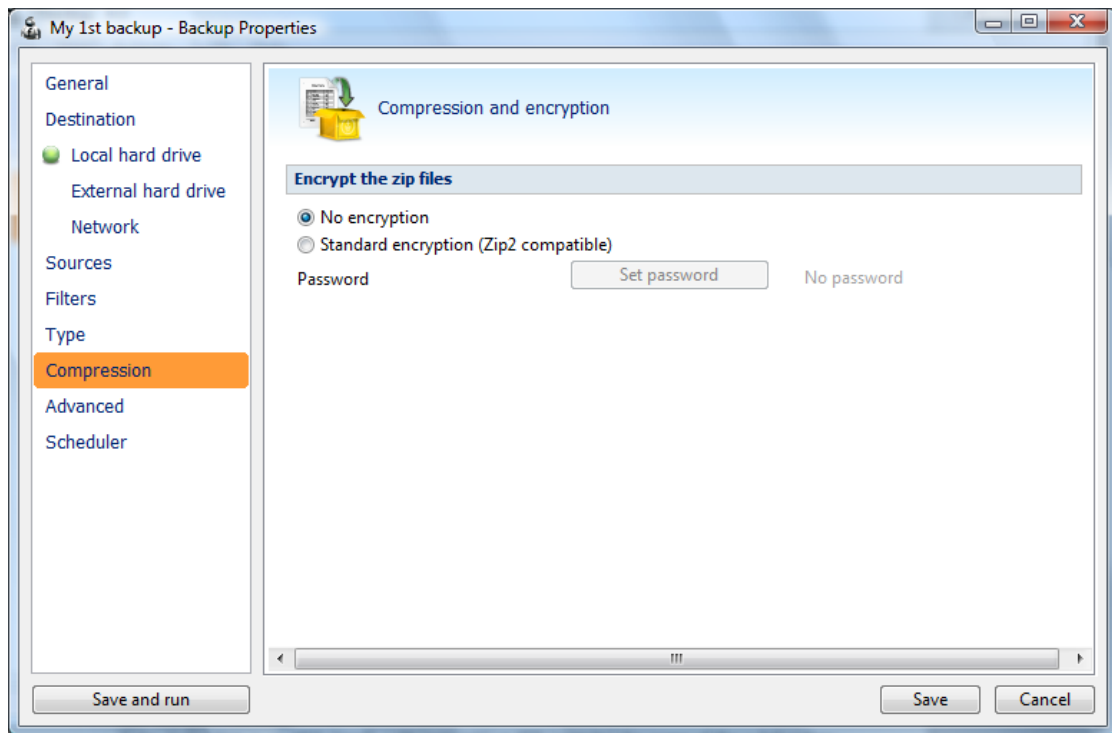 My 1st backup - Backup Properties
General
Destination
Local hard drive
External hard drive
Network
Sources
Filters
Type
Compression
Advanced
Scheduler
Compression and encryption
Encrypt the zip files
No encryption
Standard encryption (Zip2 compatible)
Password Set password No password
Save and run Save Cancel